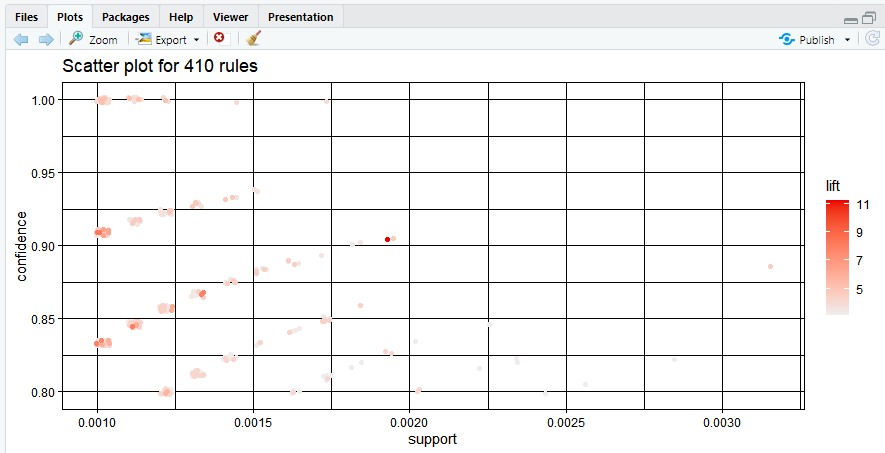 Files Plots Packages Help Viewer Presentation
Zoom Export Publish
Scatter plot for 410 rules
1.00
0.95
0.90
0.85
0.80
confidence
0.0010 0.0015 0.0020 0.0025 0.0030
support
lift
11
9
7
5